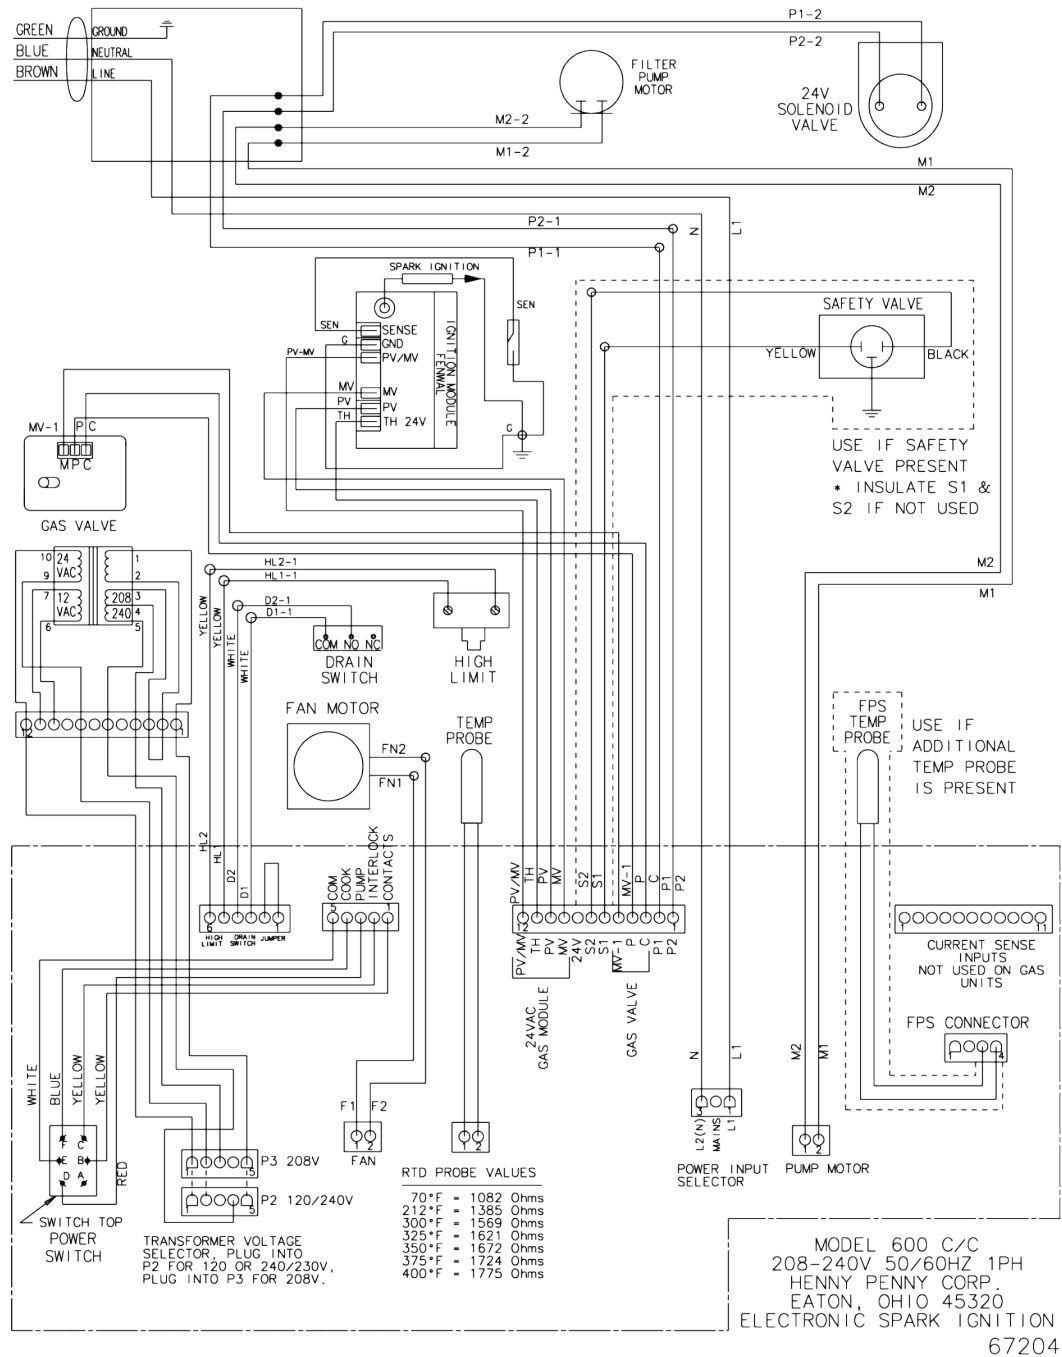 GREEN
GROUND
BLUE
NEUTRAL
BROWN
LINE
P1-2
P2-2
FILTER
PUMP
MOTOR
24V
SOLENOID
VALVE
M2-2
M1-2
M1
M2
P2-1
P1-1
N
L1
SPARK IGNITION
SEN
SEN
SENSE
G
GND
PV-MV
PV/MV
MV
MV
PV
PV
TH
TH 24V
IGNITION MODULE
FENWAL
G
SAFETY VALVE
YELLOW
BLACK
USE IF SAFETY
VALVE PRESENT
* INSULATE S1 &
S2 IF NOT USED
MV-1
P C
M P C
GAS VALVE
10
24
VAC
9
7
12
VAC
6
1
2
208
3
240
4
5
12
1
HL2-1
HL1-1
D2-1
D1-1
YELLOW
YELLOW
WHITE
WHITE
COM NO NC
DRAIN
SWITCH
HIGH
LIMIT
M2
M1
FAN MOTOR
FN2
FN1
TEMP
PROBE
FPS
TEMP
PROBE
USE IF
ADDITIONAL
TEMP PROBE
IS PRESENT
HL2
HL1
D2
D1
6
1
HIGH
LIMIT
DRAIN
SWITCH
JUMPER
COM
COOK
PUMP
INTERLOCK
CONTACTS
5
1
PV/MV
TH
PV
MV
S2
S1
MV-1
P
C
P1
P2
12
1
PV/MV
TH
PV
MV
24V
S2
S1
MV-1
P
C
P1
P2
24VAC
GAS MODULE
GAS VALVE
1
11
CURRENT SENSE
INPUTS
NOT USED ON GAS
UNITS
FPS CONNECTOR
1
4
WHITE
BLUE
YELLOW
YELLOW
RED
F C
E B
D A
SWITCH TOP
POWER
SWITCH
1
5
P3 208V
1
5
P2 120/240V
TRANSFORMER VOLTAGE
SELECTOR, PLUG INTO
P2 FOR 120 OR 240/230V,
PLUG INTO P3 FOR 208V.
F1
F2
1 2
FAN
1 2
RTD PROBE VALUES
70°F = 1082 Ohms
212°F = 1385 Ohms
300°F = 1569 Ohms
325°F = 1621 Ohms
350°F = 1672 Ohms
375°F = 1724 Ohms
400°F = 1775 Ohms
N
L1
3
1
L2(N)
MAINS
L1
POWER INPUT
SELECTOR
M2
M1
1 2
PUMP MOTOR
MODEL 600 C/C
208-240V 50/60HZ 1PH
HENNY PENNY CORP.
EATON, OHIO 45320
ELECTRONIC SPARK IGNITION
67204